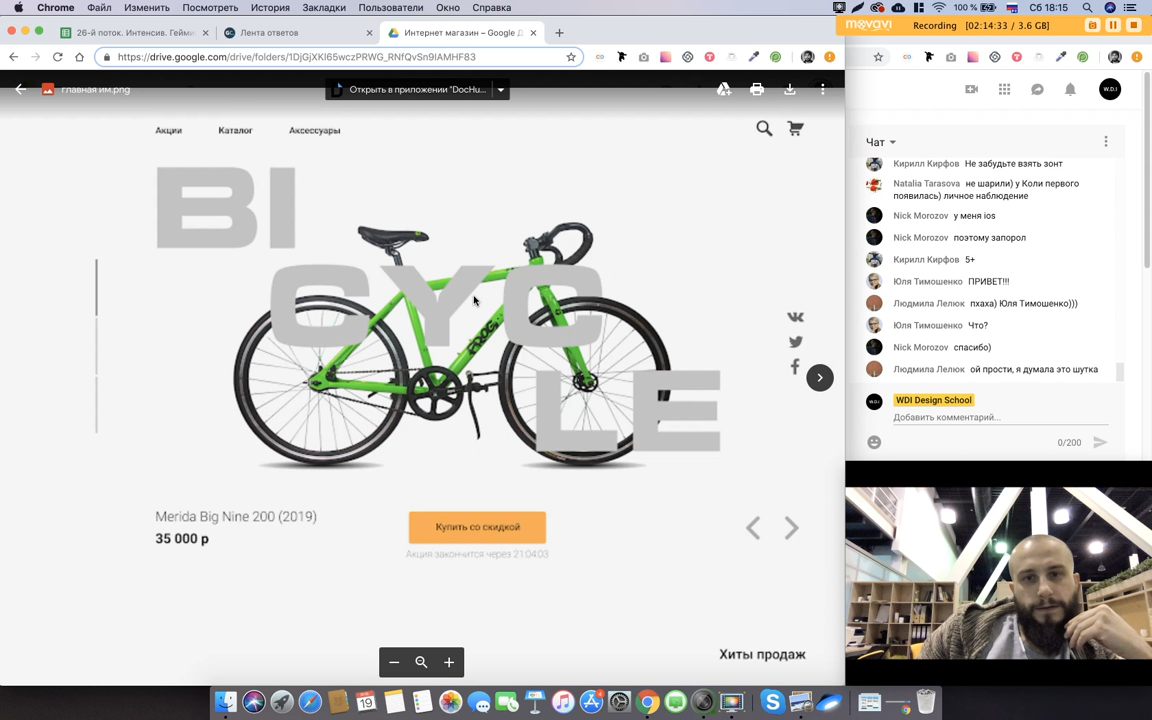 Chrome Файл Изменить Посмотреть История Закладки Пользователи Окно Справка
100 % Сб 18:15
26-й поток. Интенсив. Гейми
Лента ответов
Интернет магазин – Google Д
movavi Recording [02:14:33 / 3.6 GB]
https://drive.google.com/drive/folders/1DjGjXKl65wczPRWG_RNfQvSn9IAMHF83
главная им.png
Открыть в приложении "DocHu...
W.D.I
Акции Каталог Аксессуары
BI
CYC
LE
FROG
Merida Big Nine 200 (2019)
35 000 р
Купить со скидкой
Акция закончится через 21:04:03
Хиты продаж
Чат
Кирилл Кирфов Не забудьте взять зонт
Natalia Tarasova не шарили) у Коли первого
появилась) личное наблюдение
Nick Morozov у меня ios
Nick Morozov поэтому запорол
Кирилл Кирфов 5+
Юля Тимошенко ПРИВЕТ!!!
Людмила Лелюк пхаха) Юля Тимошенко)))
Юля Тимошенко Что?
Nick Morozov спасибо)
Людмила Лелюк ой прости, я думала это шутка
W.D.I WDI Design School
Добавить комментарий...
0/200
19